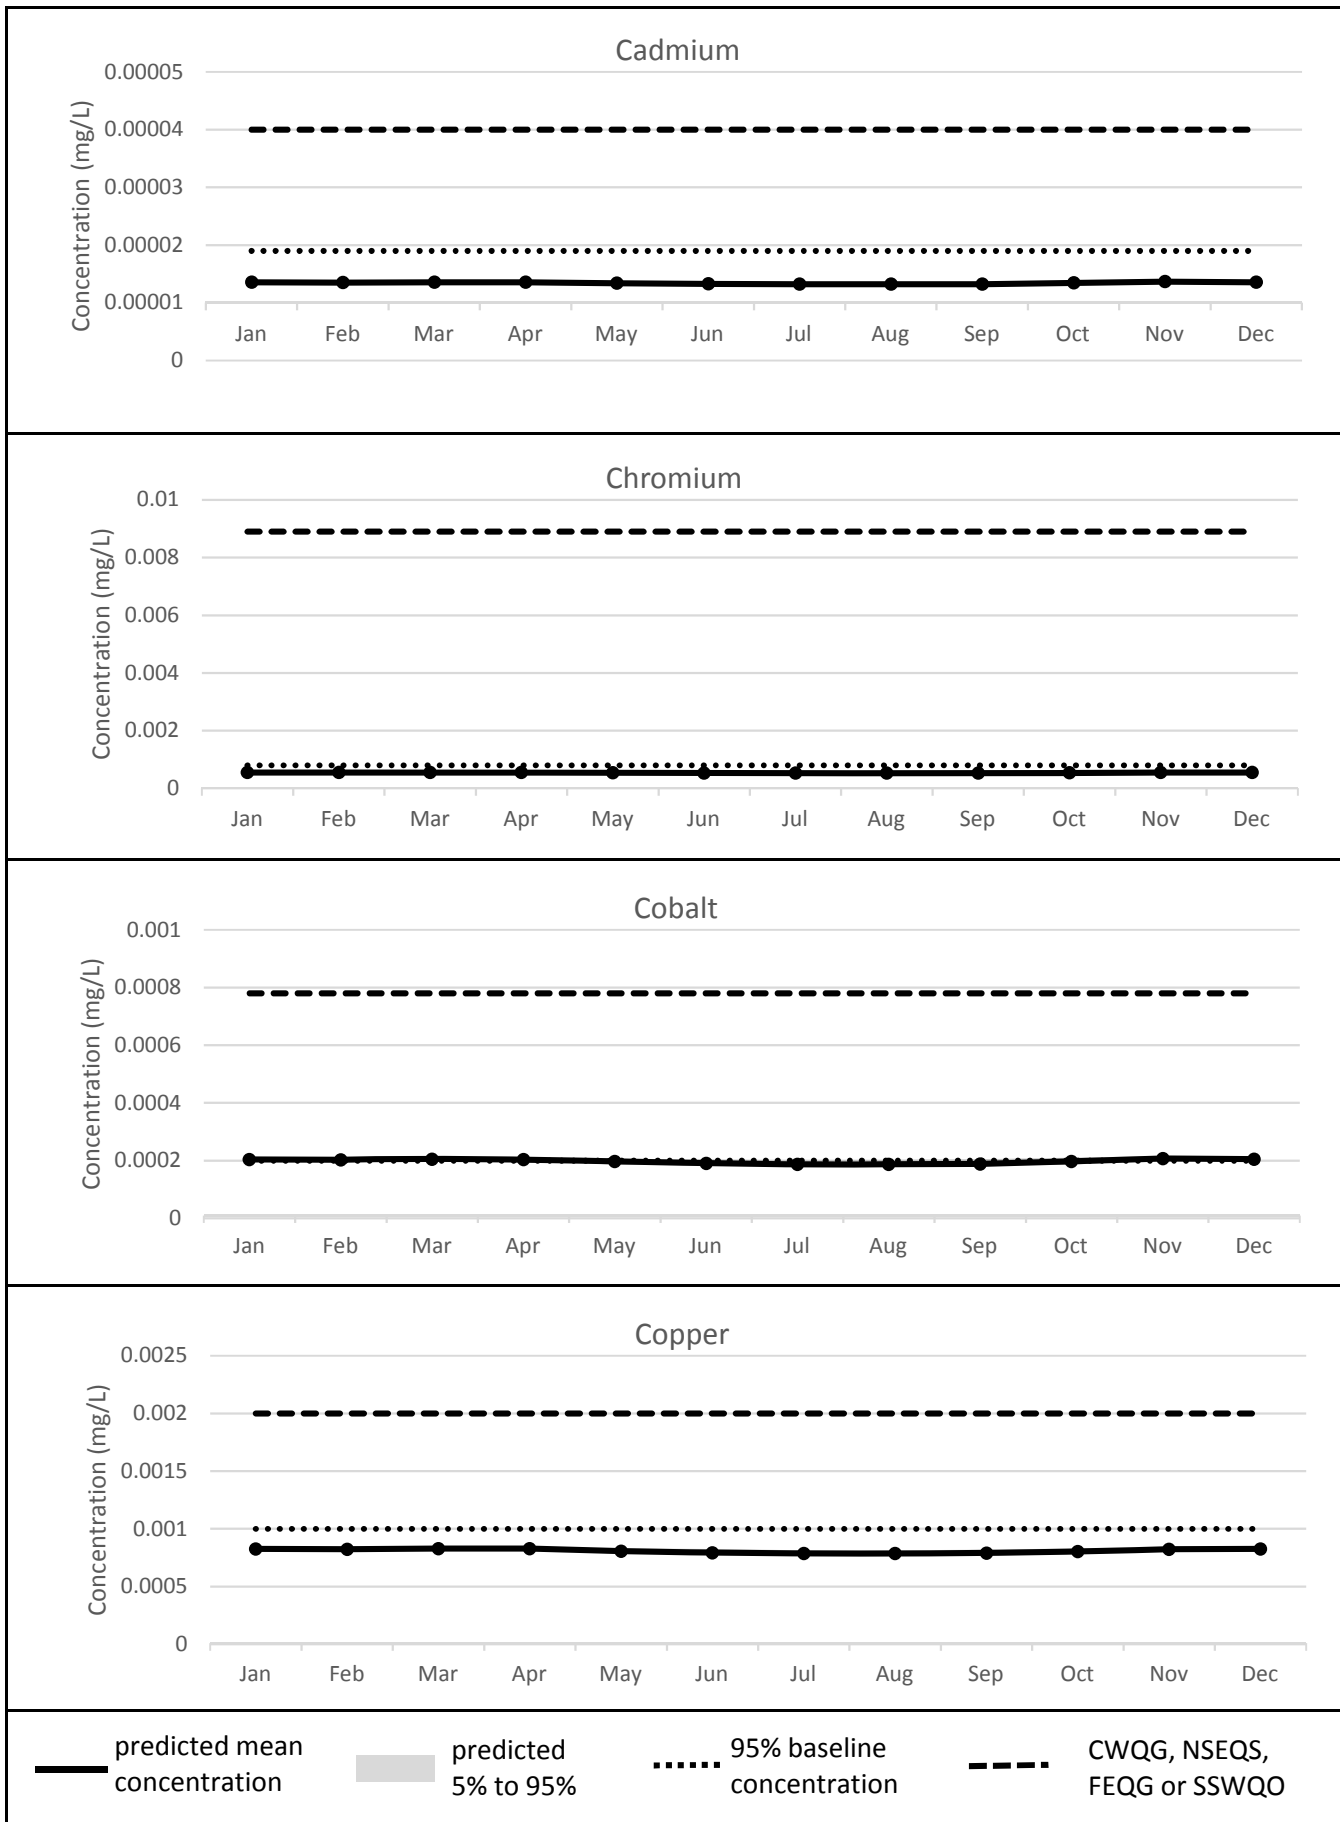 Cadmium
Concentration (mg/L)
0.00005
0.00004
0.00003
0.00002
0.00001
0
Jan Feb Mar Apr May Jun Jul Aug Sep Oct Nov Dec
Chromium
Concentration (mg/L)
0.01
0.008
0.006
0.004
0.002
0
Jan Feb Mar Apr May Jun Jul Aug Sep Oct Nov Dec
Cobalt
Concentration (mg/L)
0.001
0.0008
0.0006
0.0004
0.0002
0
Jan Feb Mar Apr May Jun Jul Aug Sep Oct Nov Dec
Copper
Concentration (mg/L)
0.0025
0.002
0.0015
0.001
0.0005
0
Jan Feb Mar Apr May Jun Jul Aug Sep Oct Nov Dec
predicted mean
concentration
predicted
5% to 95%
95% baseline
concentration
CWQG, NSEQS,
FEQG or SSWQO